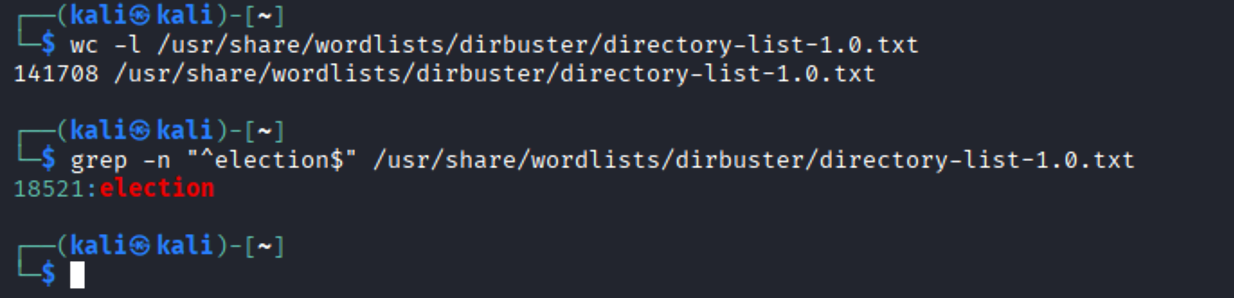 ┌──(kali㉿kali)-[~]
└─$ wc -l /usr/share/wordlists/dirbuster/directory-list-1.0.txt
141708 /usr/share/wordlists/dirbuster/directory-list-1.0.txt
┌──(kali㉿kali)-[~]
└─$ grep -n "^election$" /usr/share/wordlists/dirbuster/directory-list-1.0.txt
18521:election
┌──(kali㉿kali)-[~]
└─$